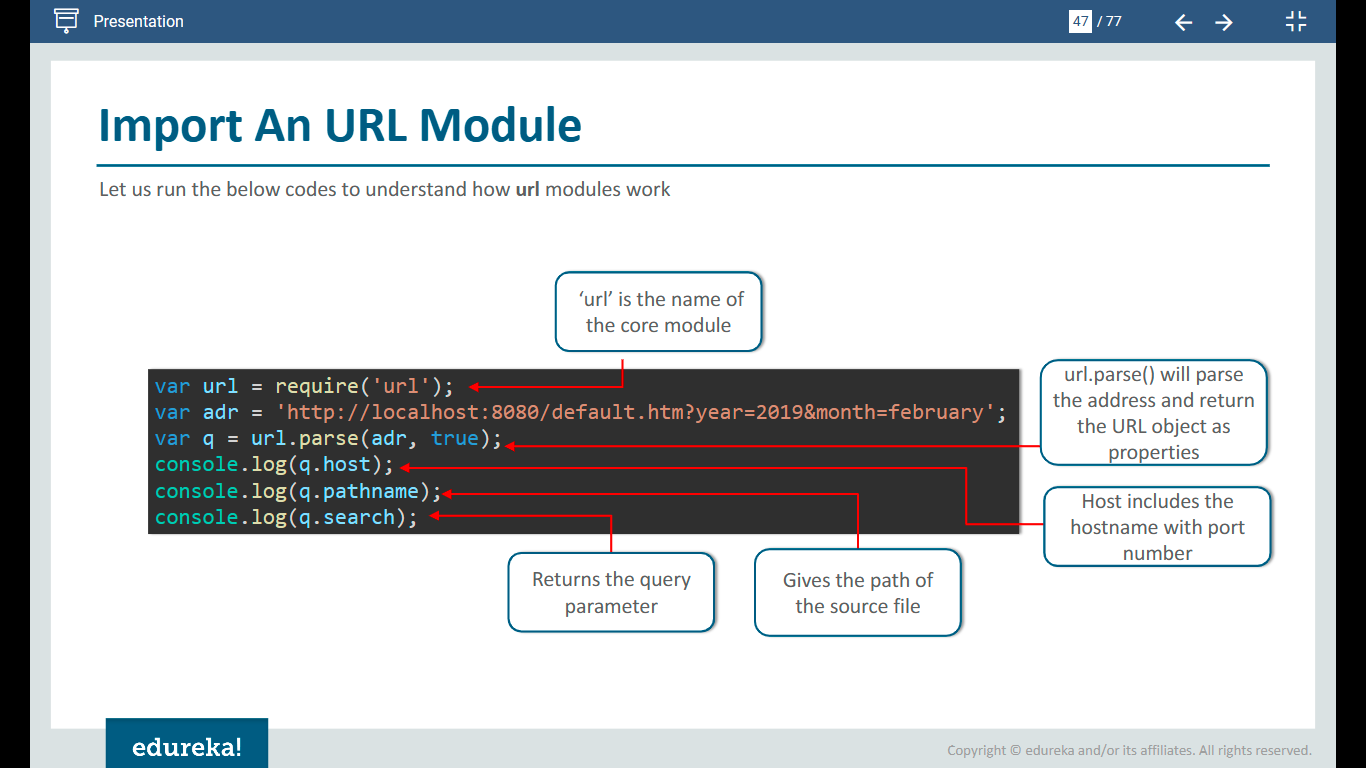 Presentation
47 / 77
Import An URL Module
Let us run the below codes to understand how url modules work
‘url’ is the name of
the core module
var url = require('url');
var adr = 'http://localhost:8080/default.htm?year=2019&month=february';
var q = url.parse(adr, true);
console.log(q.host);
console.log(q.pathname);
console.log(q.search);
url.parse() will parse
the address and return
the URL object as
properties
Host includes the
hostname with port
number
Returns the query
parameter
Gives the path of
the source file
edureka!
Copyright © edureka and/or its affiliates. All rights reserved.